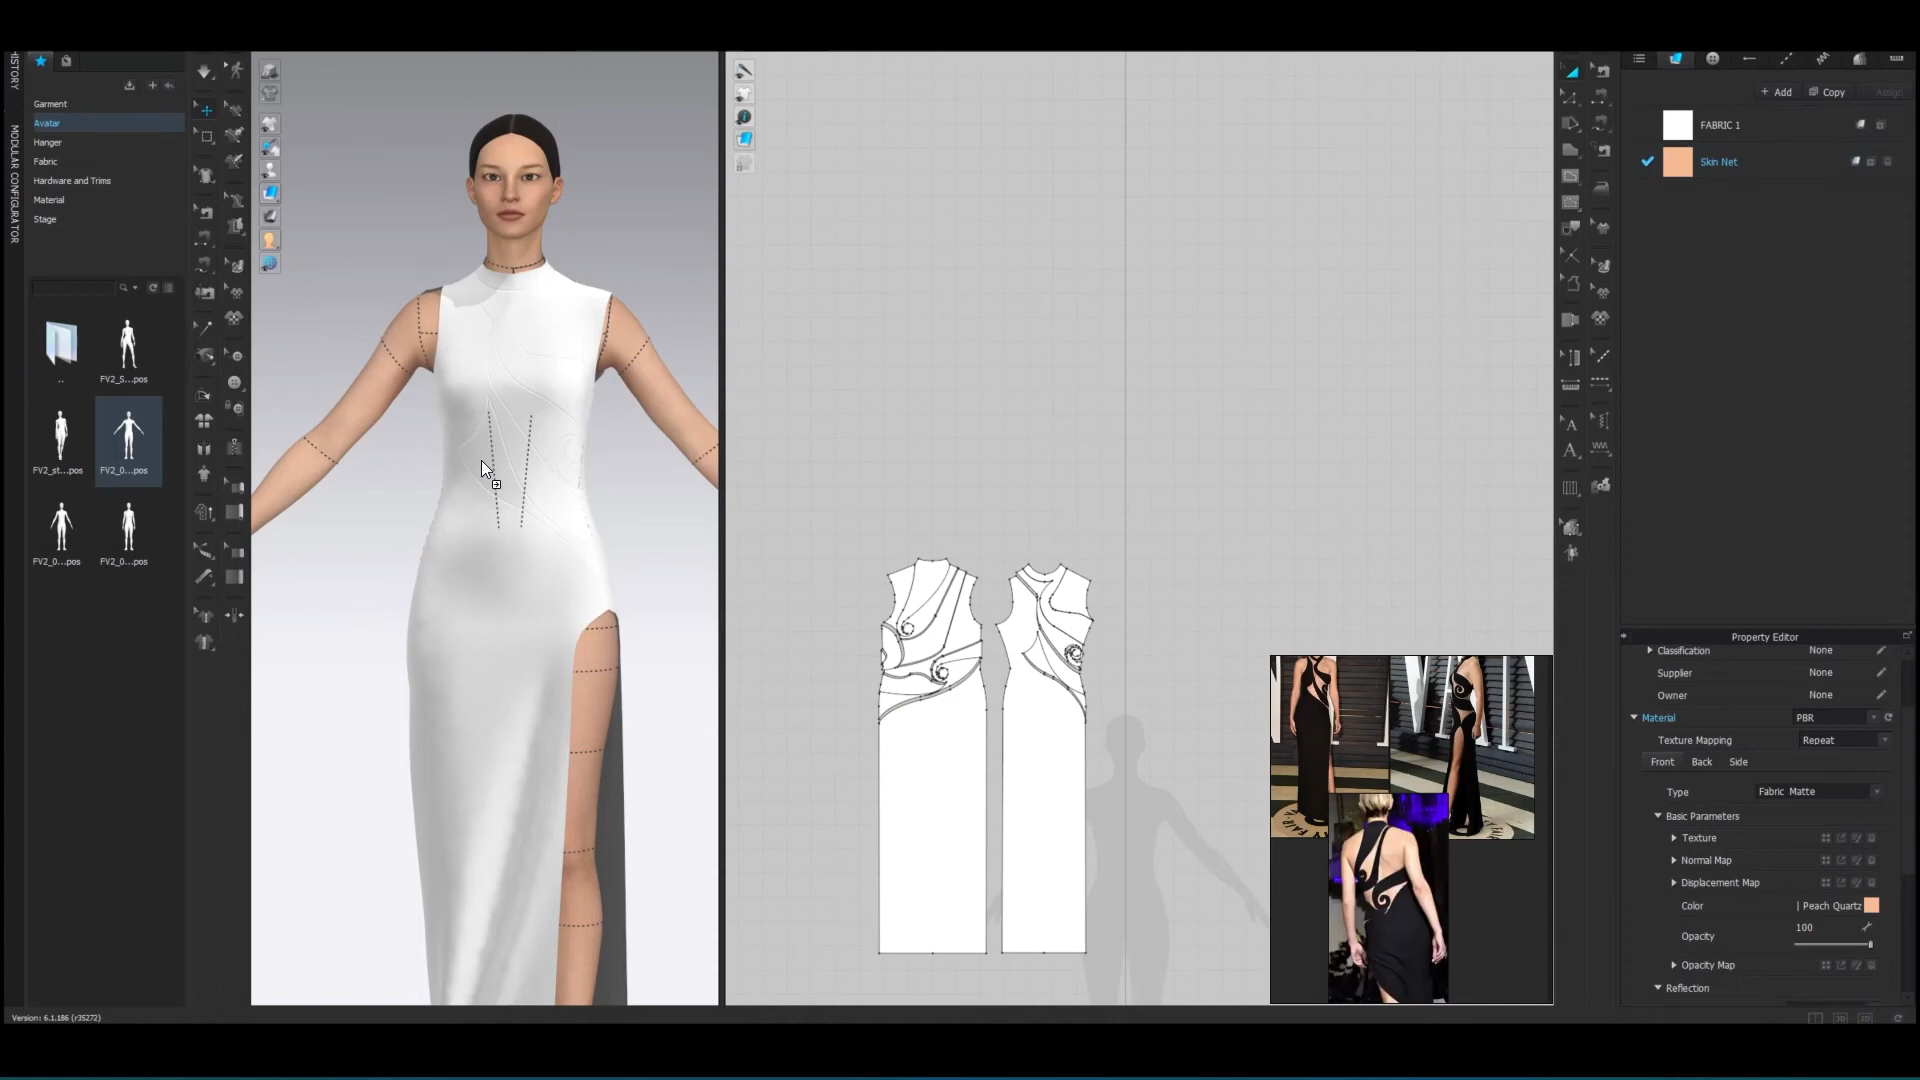 HISTORY
MODULAR CONFIGURATOR
Garment
Avatar
Hanger
Fabric
Hardware and Trims
Material
Stage
..
FV2_S...pos
FV2_st...pos
FV2_0...pos
FV2_0...pos
FV2_0...pos
Version: 6.1.186 (r35272)
+ Add
Copy
Assign
FABRIC 1
Skin Net
Property Editor
Classification None
Supplier None
Owner None
Material PBR
Texture Mapping Repeat
Front Back Side
Type Fabric Matte
Basic Parameters
Texture
Normal Map
Displacement Map
Color | Peach Quartz
Opacity 100
Opacity Map
Reflection
3D
2D